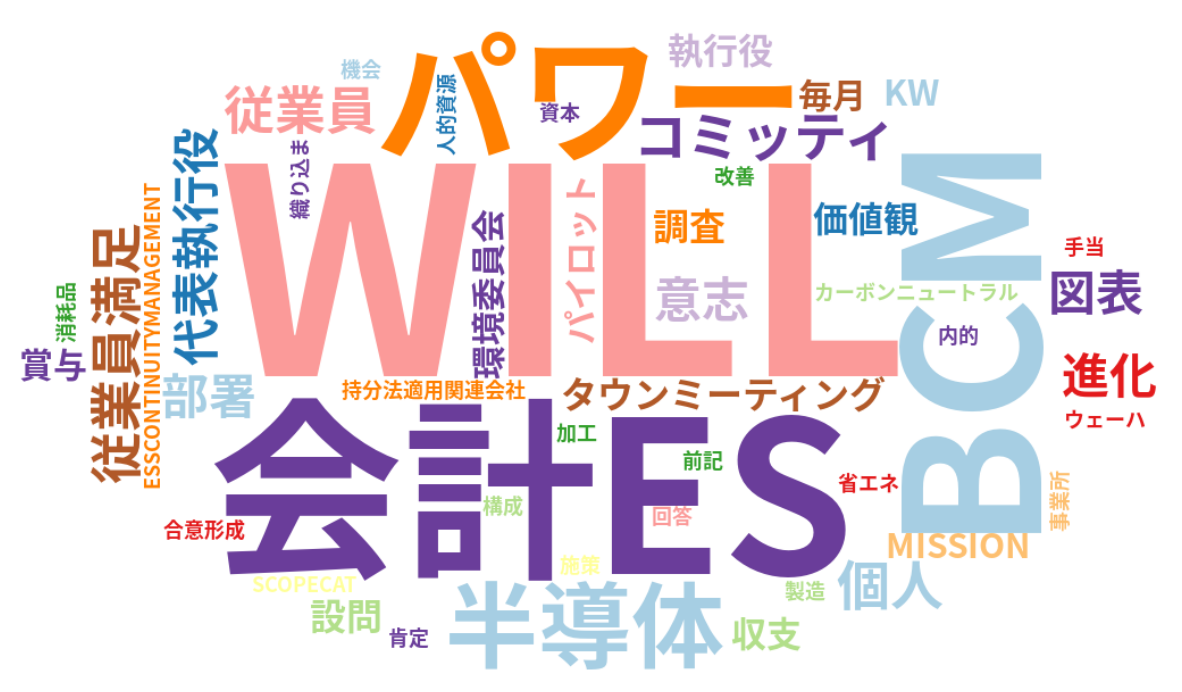 パワー
執行役
機会
人的資源
資本
毎月
KW
従業員
コミッティ
織り込ま
改善
WILL
代表執行役
環境委員会
パイロット
調査
価値観
BCM
手当
従業員満足
ESSCONTINUITYMANAGEMENT
消耗品
意志
カーボンニュートラル
図表
内的
賞与
部署
持分法適用関連会社
タウンミーティング
進化
ウェーハ
会計ES
加工
前記
省エネ
構成
回答
事業所
合意形成
MISSION
施策
SCOPECAT
製造
個人
設問
半導体
収支
肯定